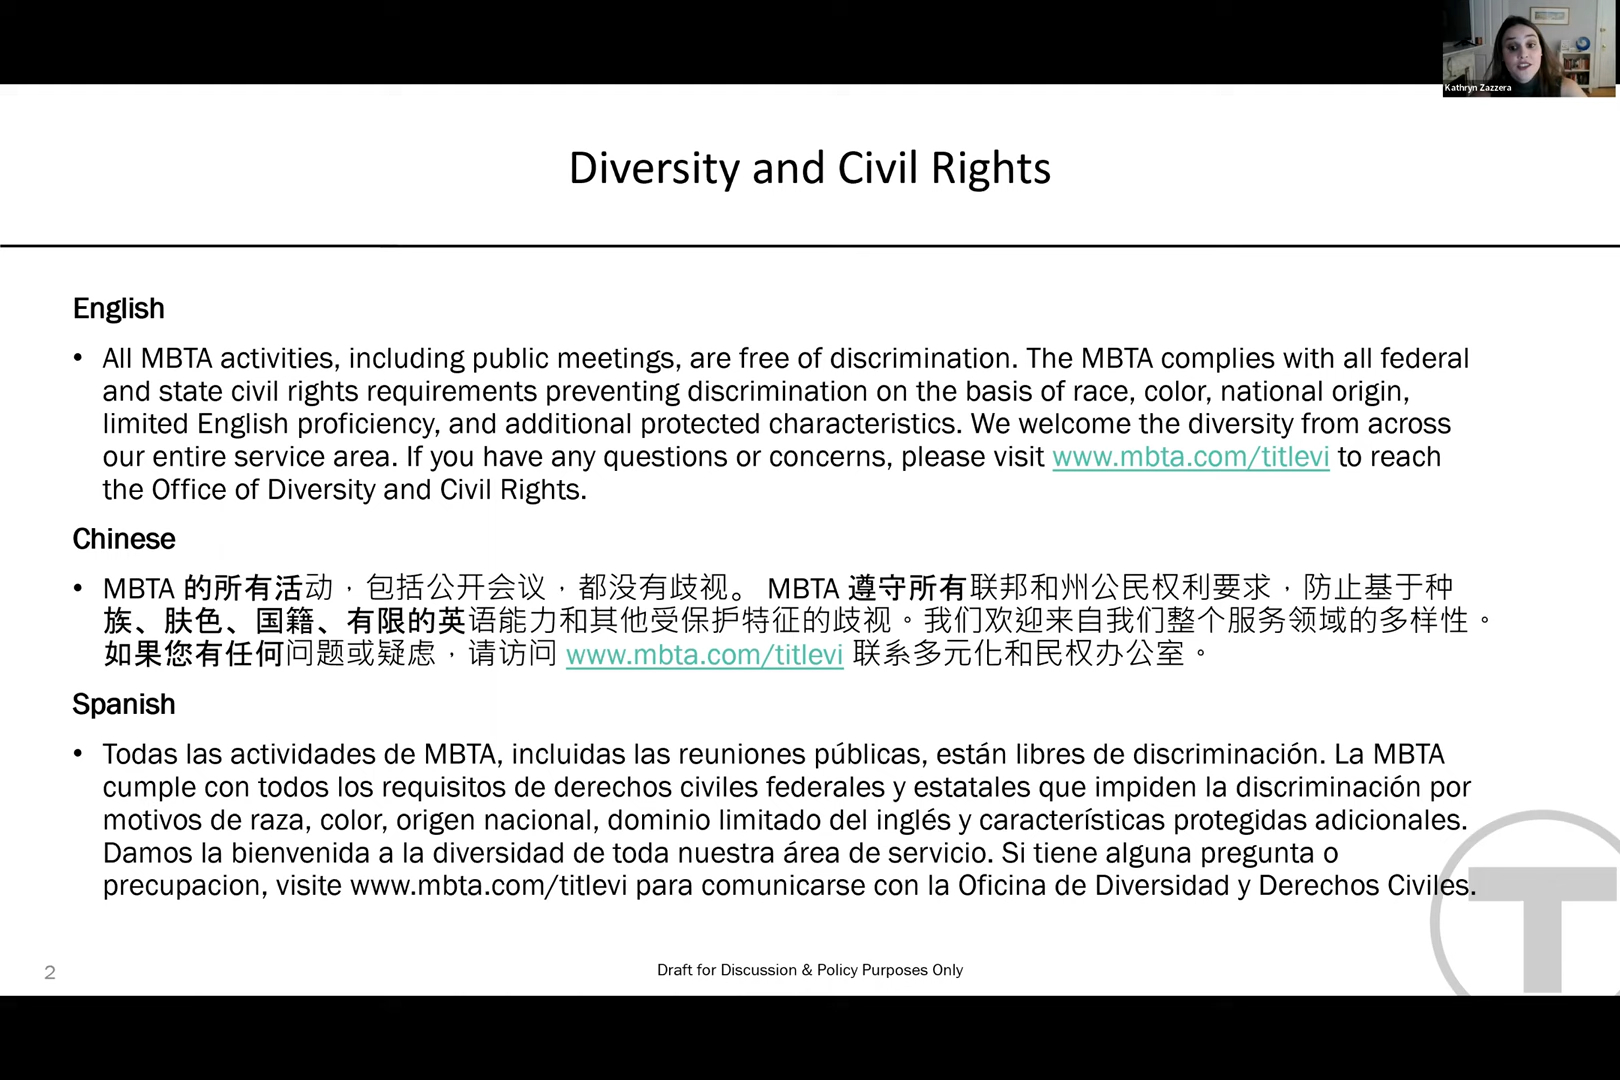 Kathryn Zazzera
Diversity and Civil Rights
English
• All MBTA activities, including public meetings, are free of discrimination. The MBTA complies with all federal
and state civil rights requirements preventing discrimination on the basis of race, color, national origin,
limited English proficiency, and additional protected characteristics. We welcome the diversity from across
our entire service area. If you have any questions or concerns, please visit www.mbta.com/titlevi to reach
the Office of Diversity and Civil Rights.
Chinese
• MBTA 的所有活动，包括公开会议，都没有歧视。 MBTA 遵守所有联邦和州公民权利要求，防止基于种
族、肤色、国籍、有限的英语能力和其他受保护特征的歧视。我们欢迎来自我们整个服务领域的多样性。
如果您有任何问题或疑虑，请访问 www.mbta.com/titlevi 联系多元化和民权办公室。
Spanish
• Todas las actividades de MBTA, incluidas las reuniones públicas, están libres de discriminación. La MBTA
cumple con todos los requisitos de derechos civiles federales y estatales que impiden la discriminación por
motivos de raza, color, origen nacional, dominio limitado del inglés y características protegidas adicionales.
Damos la bienvenida a la diversidad de toda nuestra área de servicio. Si tiene alguna pregunta o
precupacion, visite www.mbta.com/titlevi para comunicarse con la Oficina de Diversidad y Derechos Civiles.
T
2
Draft for Discussion & Policy Purposes Only